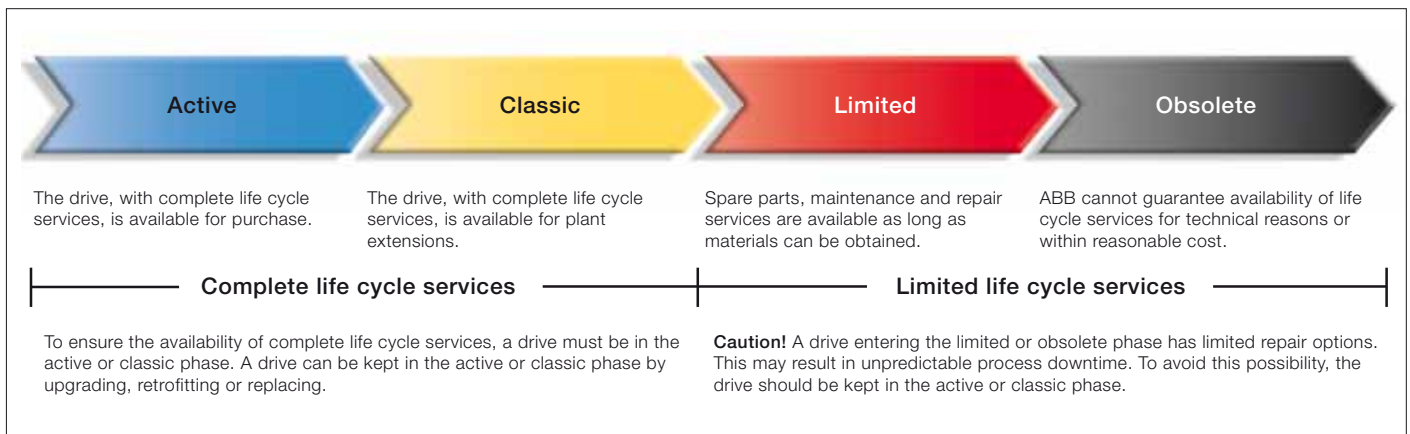 Active
Classic
Limited
Obsolete
The drive, with complete life cycle
services, is available for purchase.
The drive, with complete life cycle
services, is available for plant
extensions.
Spare parts, maintenance and repair
services are available as long as
materials can be obtained.
ABB cannot guarantee availability of life
cycle services for technical reasons or
within reasonable cost.
Complete life cycle services
Limited life cycle services
To ensure the availability of complete life cycle services, a drive must be in the
active or classic phase. A drive can be kept in the active or classic phase by
upgrading, retrofitting or replacing.
Caution! A drive entering the limited or obsolete phase has limited repair options.
This may result in unpredictable process downtime. To avoid this possibility, the
drive should be kept in the active or classic phase.